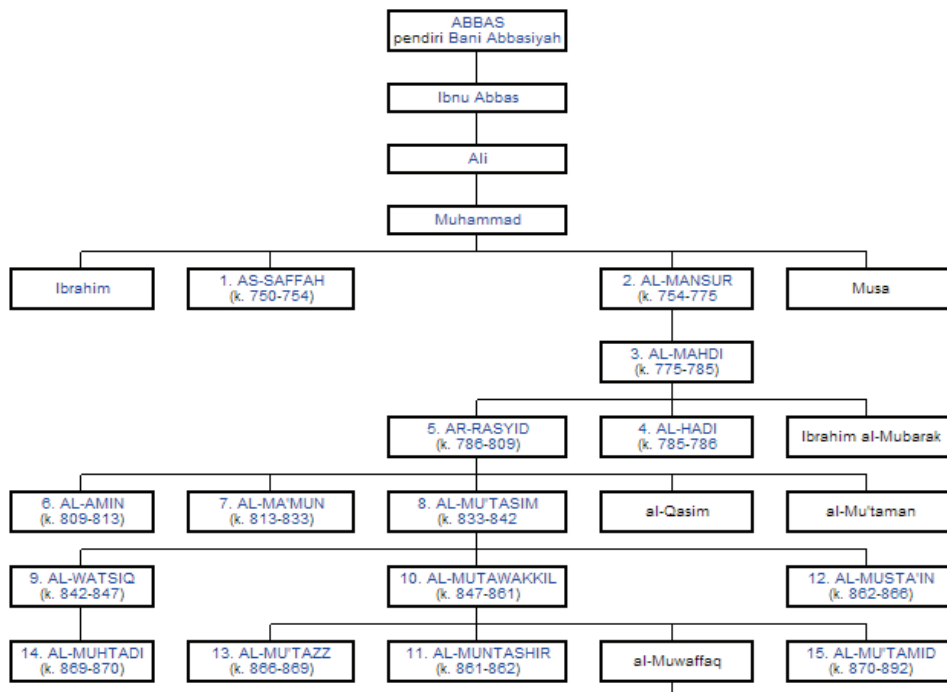 ABBAS
pendiri Bani Abbasiyah
Ibnu Abbas
Ali
Muhammad
Ibrahim
1. AS-SAFFAH
(k. 750-754)
2. AL-MANSUR
(k. 754-775
Musa
3. AL-MAHDI
(k. 775-785)
5. AR-RASYID
(k. 786-809)
4. AL-HADI
(k. 785-786
Ibrahim al-Mubarak
6. AL-AMIN
(k. 809-813)
7. AL-MA'MUN
(k. 813-833)
8. AL-MU'TASIM
(k. 833-842
al-Qasim
al-Mu'taman
9. AL-WATSIQ
(k. 842-847)
10. AL-MUTAWAKKIL
(k. 847-861)
12. AL-MUSTA'IN
(k. 862-866)
14. AL-MUHTADI
(k. 869-870)
13. AL-MU'TAZZ
(k. 866-869)
11. AL-MUNTASHIR
(k. 861-862)
al-Muwaffaq
15. AL-MU'TAMID
(k. 870-892)